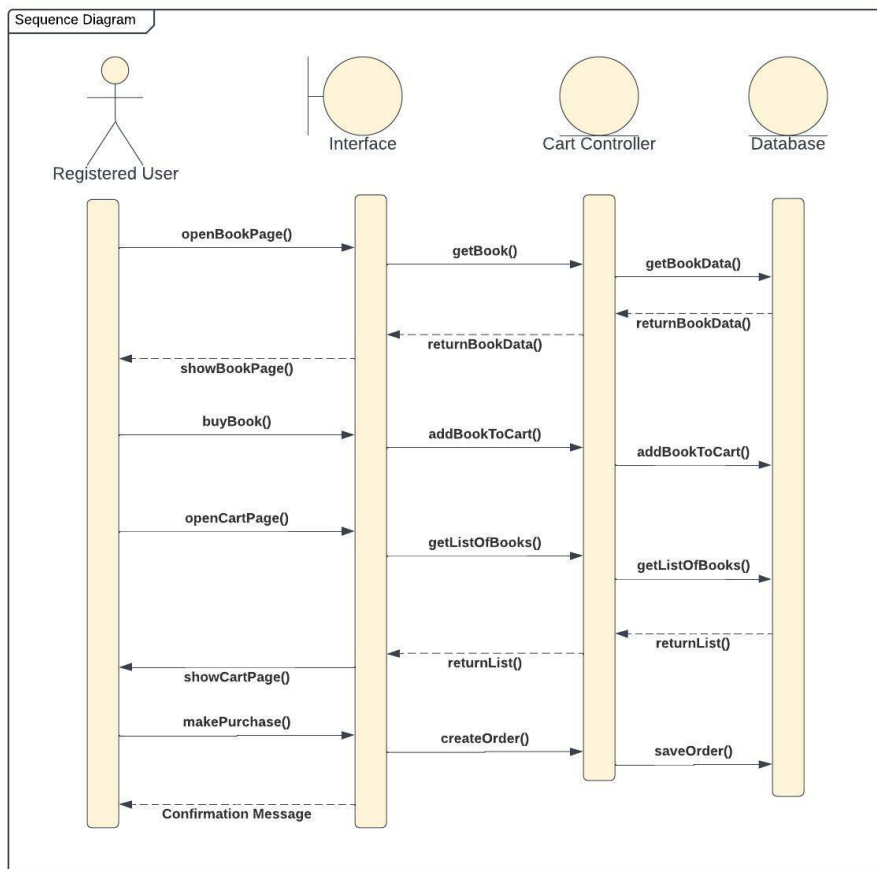 Sequence Diagram
Registered User
Interface
Cart Controller
Database
openBookPage()
getBook()
getBookData()
returnBookData()
returnBookData()
showBookPage()
buyBook()
addBookToCart()
addBookToCart()
openCartPage()
getListOfBooks()
getListOfBooks()
returnList()
returnList()
showCartPage()
makePurchase()
createOrder()
saveOrder()
Confirmation Message